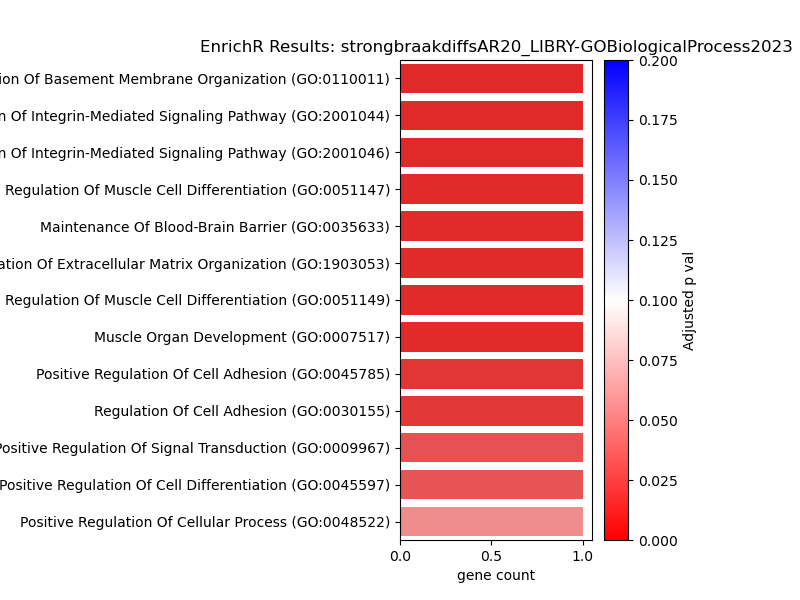 EnrichR Results: strongbraakdiffsAR20_LIBRY-GOBiologicalProcess2023
Of Basement Membrane Organization (GO:0110011)
Of Integrin-Mediated Signaling Pathway (GO:2001044)
Of Integrin-Mediated Signaling Pathway (GO:2001046)
Regulation Of Muscle Cell Differentiation (GO:0051147)
Maintenance Of Blood-Brain Barrier (GO:0035633)
Of Extracellular Matrix Organization (GO:1903053)
Regulation Of Muscle Cell Differentiation (GO:0051149)
Muscle Organ Development (GO:0007517)
Positive Regulation Of Cell Adhesion (GO:0045785)
Regulation Of Cell Adhesion (GO:0030155)
Positive Regulation Of Signal Transduction (GO:0009967)
Positive Regulation Of Cell Differentiation (GO:0045597)
Positive Regulation Of Cellular Process (GO:0048522)
0.0 0.5 1.0
gene count
0.200
0.175
0.150
0.125
0.100
0.075
0.050
0.025
0.000
Adjusted p val